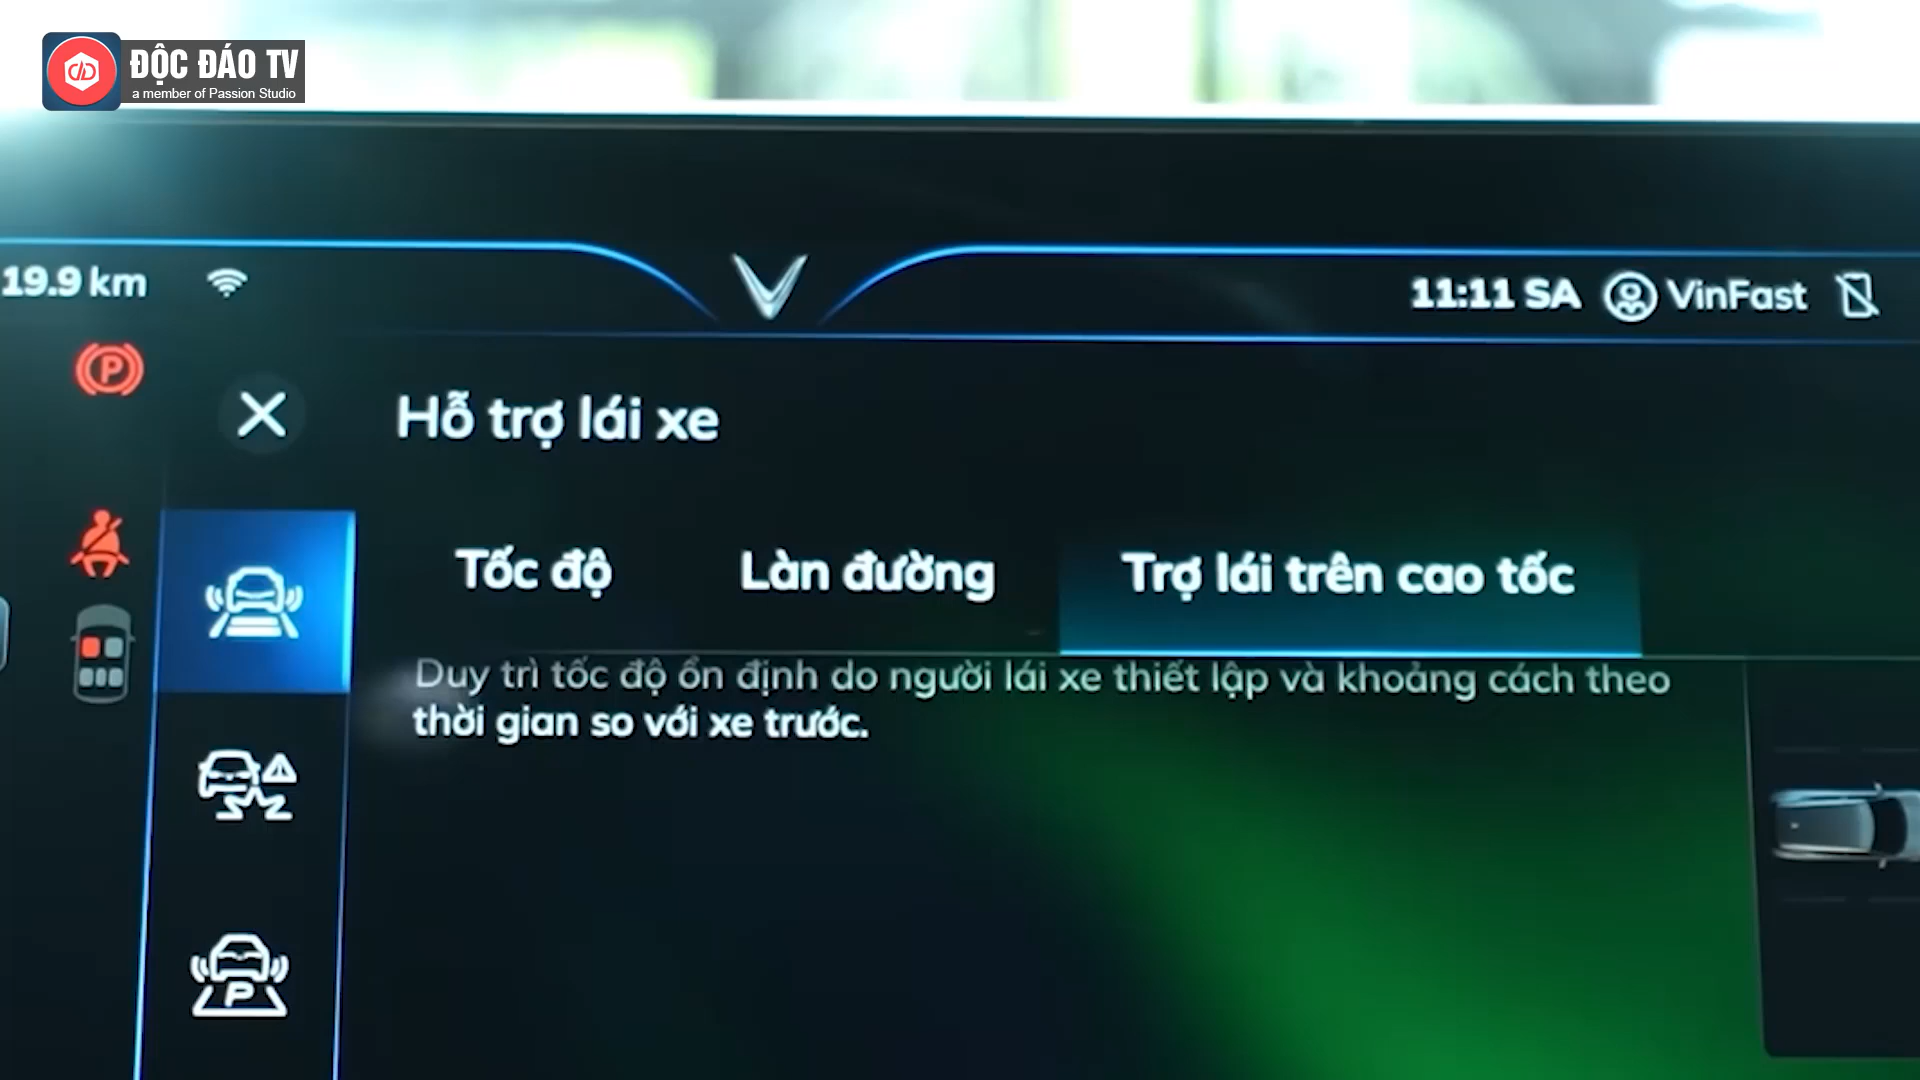 ĐỘC ĐÁO TV
a member of Passion Studio
19.9 km
11:11 SA
VinFast
P
Hỗ trợ lái xe
Tốc độ
Làn đường
Trợ lái trên cao tốc
Duy trì tốc độ ổn định do người lái xe thiết lập và khoảng cách theo
thời gian so với xe trước.
P